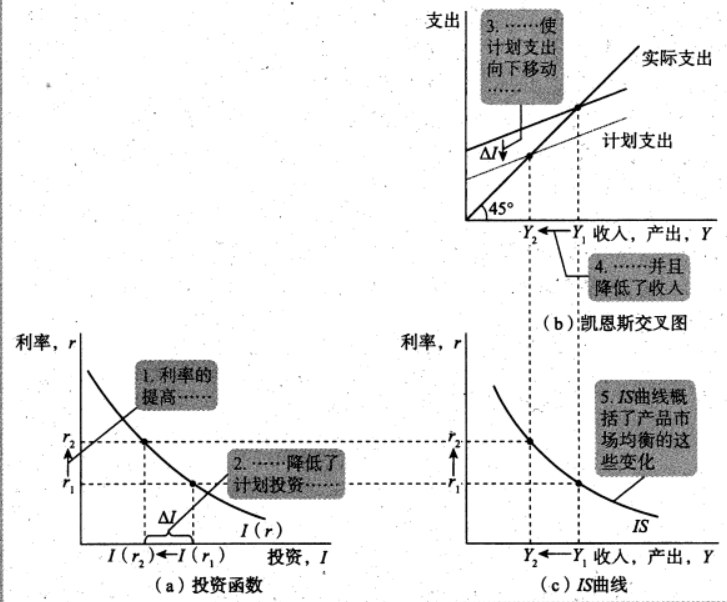 支出
3. ……使
计划支出
向下移动
……
实际支出
ΔI
计划支出
45°
Y₂ Y₁ 收入，产出，Y
4. ……并且
降低了收入
（b）凯恩斯交叉图
利率，r
1. 利率的
提高……
r₂
r₁
2. ……降低了
计划投资……
ΔI
I（r）
I（r₂） I（r₁） 投资，I
（a）投资函数
利率，r
5. IS曲线概
括了产品市
场均衡的这
些变化
r₂
r₁
IS
Y₂ Y₁ 收入，产出，Y
（c）IS曲线